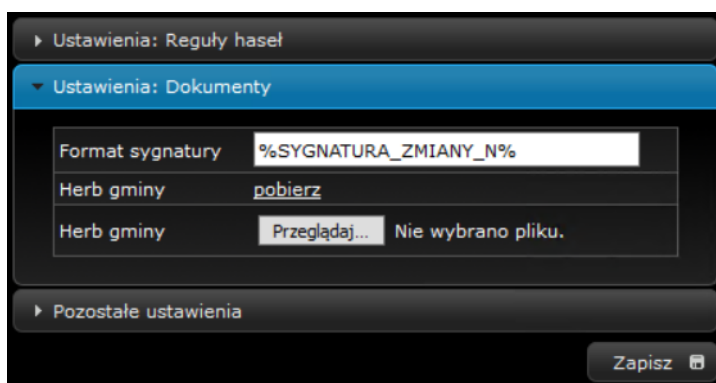 Ustawienia: Reguły haseł
Ustawienia: Dokumenty
Format sygnatury %SYGNATURA_ZMIANY_N%
Herb gminy pobierz
Herb gminy Przeglądaj... Nie wybrano pliku.
Pozostałe ustawienia
Zapisz